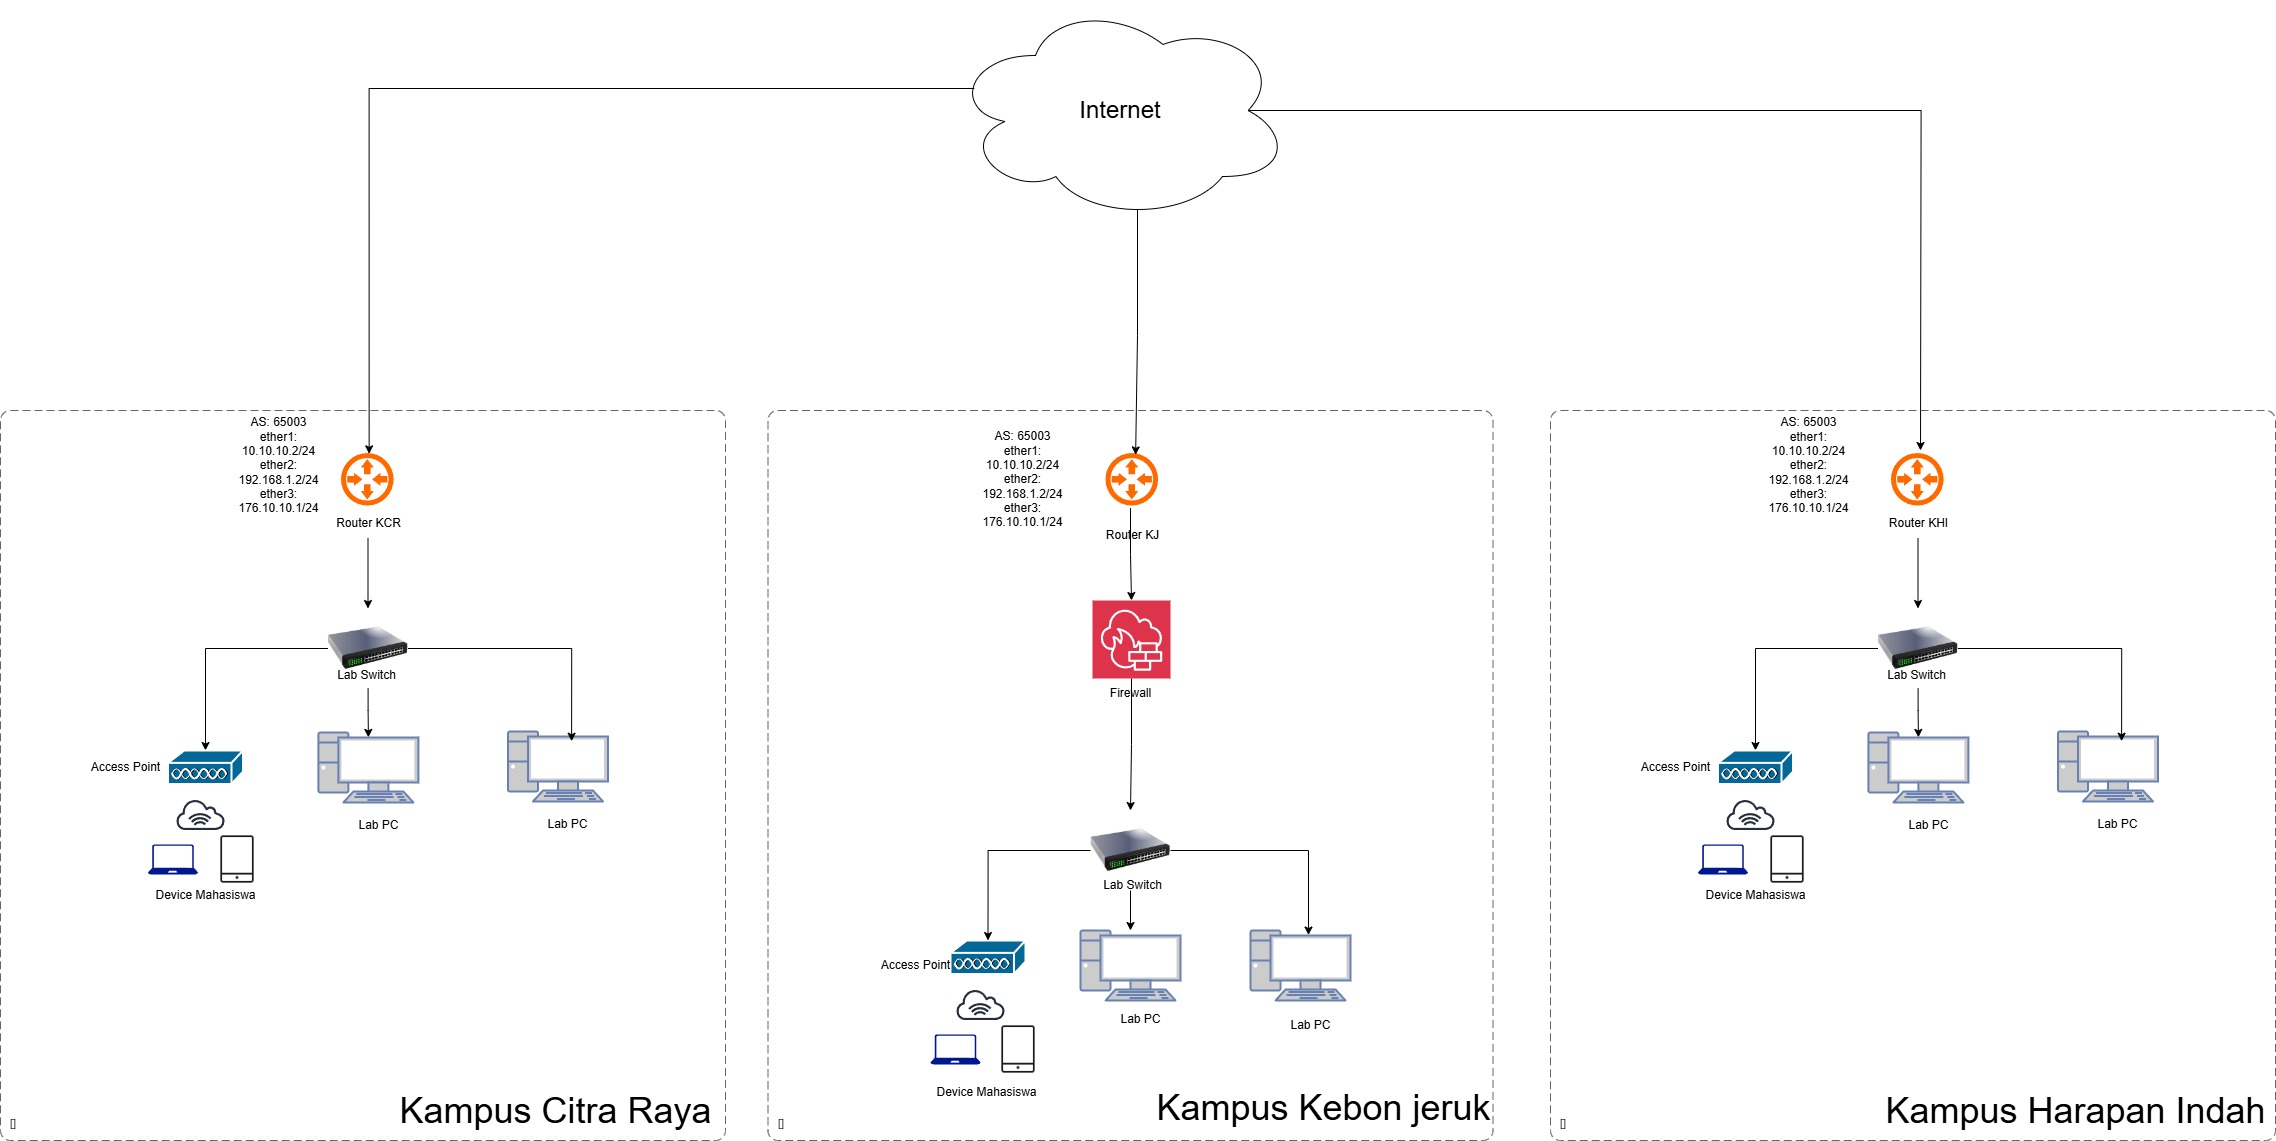 Internet
AS: 65003
ether1:
10.10.10.2/24
ether2:
192.168.1.2/24
ether3:
176.10.10.1/24
Router KCR
Lab Switch
Access Point
Lab PC
Lab PC
Device Mahasiswa
Kampus Citra Raya
AS: 65003
ether1:
10.10.10.2/24
ether2:
192.168.1.2/24
ether3:
176.10.10.1/24
Router KJ
Firewall
Lab Switch
Access Point
Lab PC
Lab PC
Device Mahasiswa
Kampus Kebon jeruk
AS: 65003
ether1:
10.10.10.2/24
ether2:
192.168.1.2/24
ether3:
176.10.10.1/24
Router KHI
Lab Switch
Access Point
Lab PC
Lab PC
Device Mahasiswa
Kampus Harapan Indah